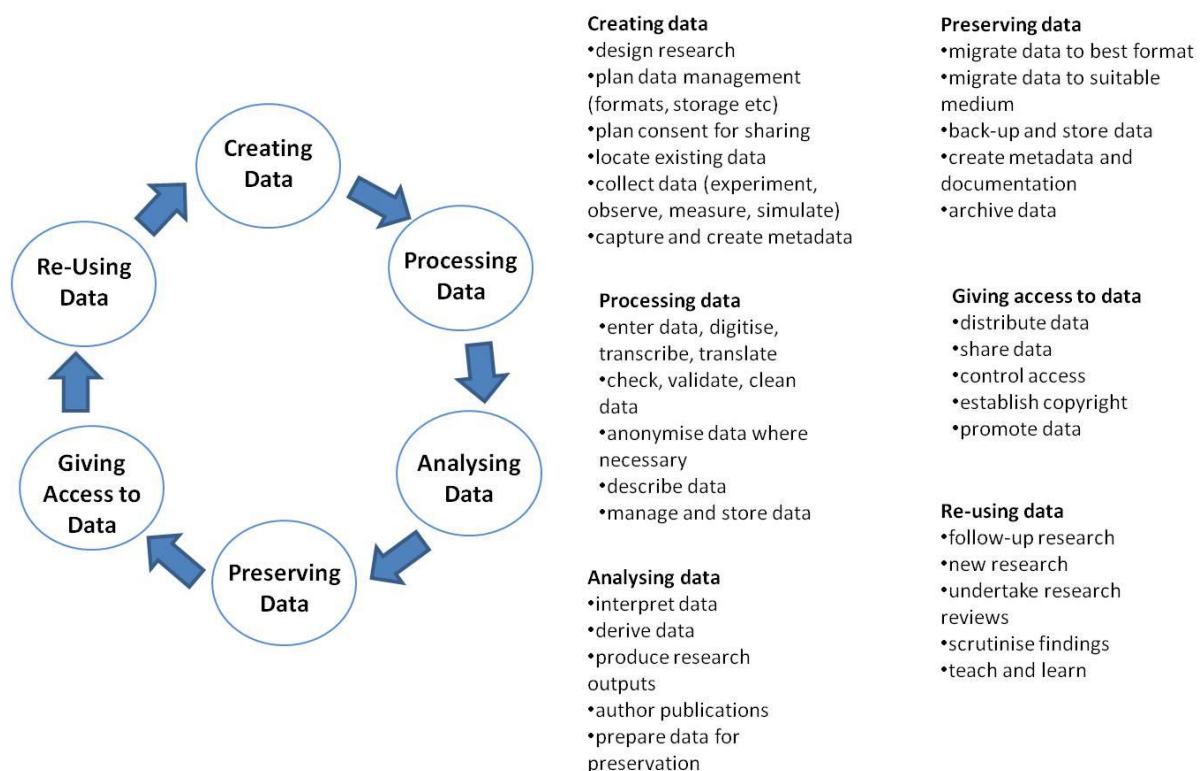 Creating
Data
Processing
Data
Analysing
Data
Preserving
Data
Giving
Access to
Data
Re-Using
Data
Creating data
•design research
•plan data management
(formats, storage etc)
•plan consent for sharing
•locate existing data
•collect data (experiment,
observe, measure, simulate)
•capture and create metadata
Processing data
•enter data, digitise,
transcribe, translate
•check, validate, clean
data
•anonymise data where
necessary
•describe data
•manage and store data
Analysing data
•interpret data
•derive data
•produce research
outputs
•author publications
•prepare data for
preservation
Preserving data
•migrate data to best format
•migrate data to suitable
medium
•back-up and store data
•create metadata and
documentation
•archive data
Giving access to data
•distribute data
•share data
•control access
•establish copyright
•promote data
Re-using data
•follow-up research
•new research
•undertake research
reviews
•scrutinise findings
•teach and learn